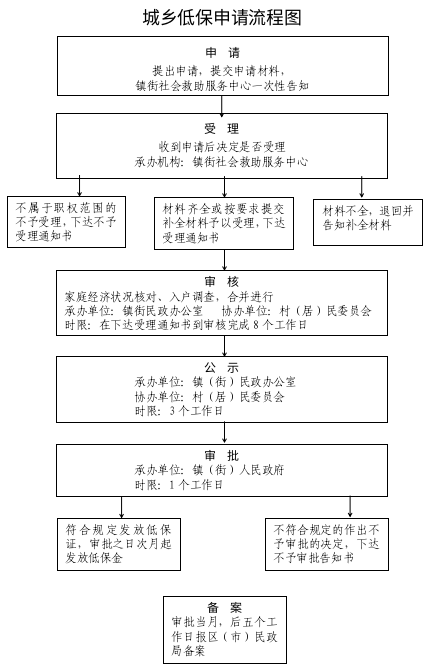 城乡低保申请流程图
申 请
提出申请，提交申请材料，
镇街社会救助服务中心一次性告知
受 理
收到申请后决定是否受理
承办机构：镇街社会救助服务中心
不属于职权范围的
不予受理，下达不予
受理通知书
材料齐全或按要求提交
补全材料予以受理，下达
受理通知书
材料不全，退回并
告知补全材料
审 核
家庭经济状况核对、入户调查，合并进行
承办单位：镇街民政办公室 协办单位：村（居）民委员会
时限：在下达受理通知书到审核完成 8 个工作日
公 示
承办单位：镇（街）民政办公室
协办单位：村（居）民委员会
时限：3 个工作日
审 批
承办单位：镇（街）人民政府
时限：1 个工作日
符合规定发放低保
证，审批之日次月起
发放低保金
不符合规定的作出不
予审批的决定，下达
不予审批告知书
备 案
审批当月，后五个工
作日报区（市）民政
局备案